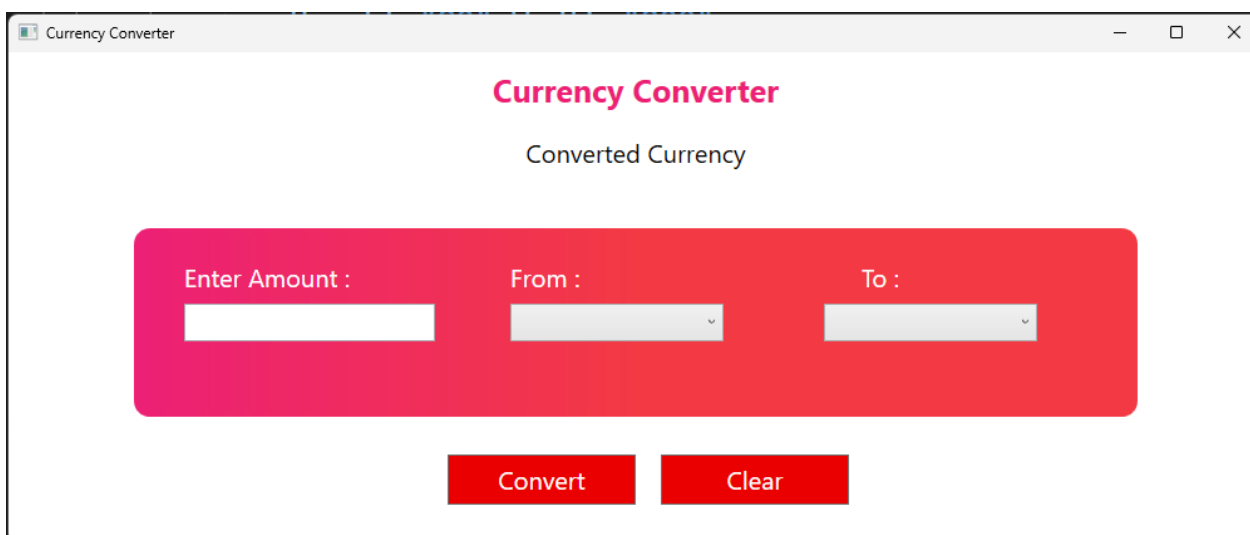 Currency Converter
Currency Converter
Converted Currency
Enter Amount : From : To :
Convert Clear